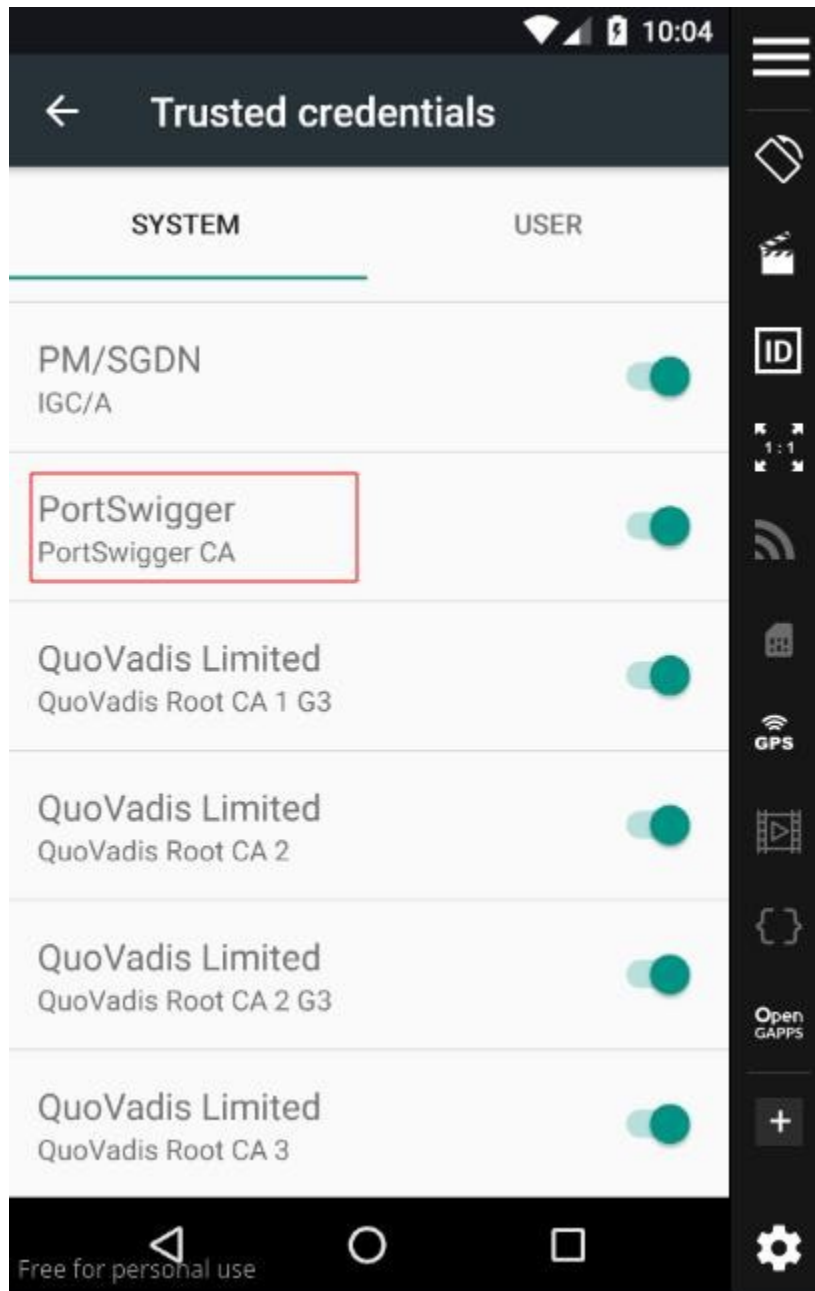 10:04
Trusted credentials
SYSTEM USER
PM/SGDN
IGC/A
PortSwigger
PortSwigger CA
QuoVadis Limited
QuoVadis Root CA 1 G3
QuoVadis Limited
QuoVadis Root CA 2
QuoVadis Limited
QuoVadis Root CA 2 G3
QuoVadis Limited
QuoVadis Root CA 3
Free for personal use
ID
1:1
GPS
Open
GAPPS